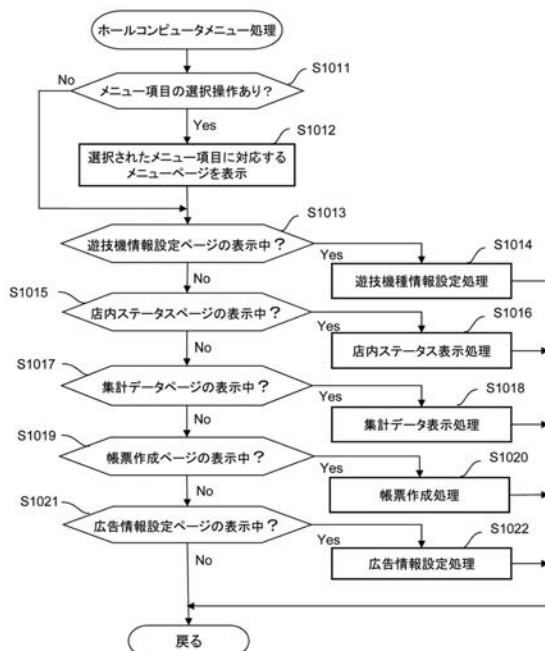 ホールコンピュータメニュー処理
S1011
No
メニュー項目の選択操作あり?
Yes
S1012
選択されたメニュー項目に対応する
メニューページを表示
S1013
遊技機情報設定ページの表示中?
Yes
S1014
No
遊技機種情報設定処理
S1015
店内ステータスページの表示中?
Yes
S1016
No
店内ステータス表示処理
S1017
集計データページの表示中?
Yes
S1018
No
集計データ表示処理
S1019
帳票作成ページの表示中?
Yes
S1020
No
帳票作成処理
S1021
広告情報設定ページの表示中?
Yes
S1022
No
広告情報設定処理
戻る